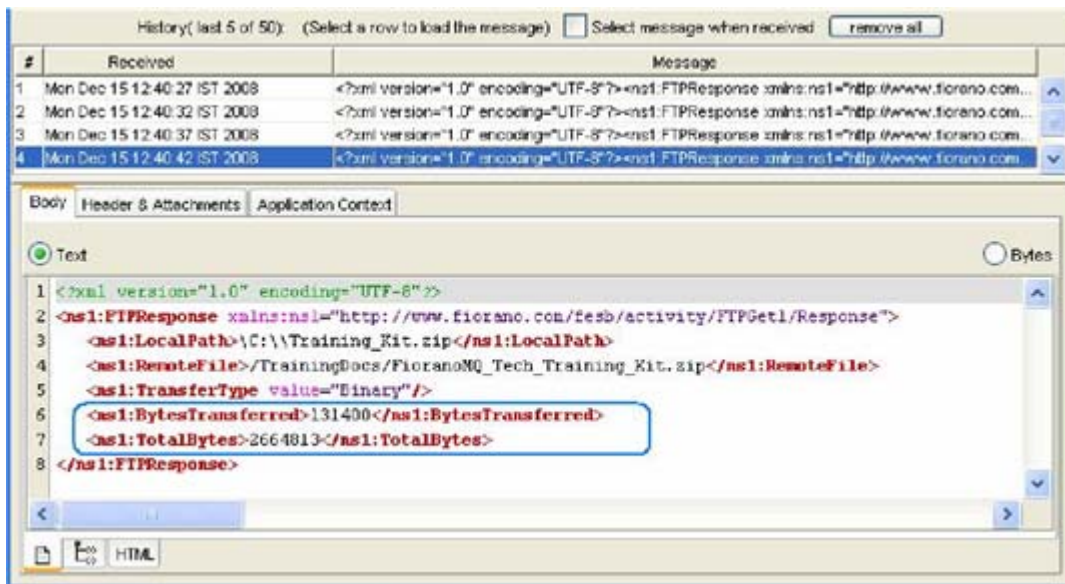 History( last 5 of 50): (Select a row to load the message) Select message when received remove all
# Received Message
1 Mon Dec 15 12:40:27 IST 2008 <?xml version="1.0" encoding="UTF-8"?><ns1:FTPResponse xmlns:ns1="http://www.fiorano.com...
2 Mon Dec 15 12:40:32 IST 2008 <?xml version="1.0" encoding="UTF-8"?><ns1:FTPResponse xmlns:ns1="http://www.fiorano.com...
3 Mon Dec 15 12:40:37 IST 2008 <?xml version="1.0" encoding="UTF-8"?><ns1:FTPResponse xmlns:ns1="http://www.fiorano.com...
4 Mon Dec 15 12:40:42 IST 2008 <?xml version="1.0" encoding="UTF-8"?><ns1:FTPResponse xmlns:ns1="http://www.fiorano.com...
Body Header & Attachments Application Context
Text Bytes
1 <?xml version="1.0" encoding="UTF-8"?>
2 <ns1:FTPResponse xmlns:ns1="http://www.fiorano.com/fesb/activity/FTPGet1/Response">
3 <ns1:LocalPath>\C:\\Training_Kit.zip</ns1:LocalPath>
4 <ns1:RemoteFile>/TrainingDocs/FioranoMQ_Tech_Training_Kit.zip</ns1:RemoteFile>
5 <ns1:TransferType value="Binary"/>
6 <ns1:BytesTransferred>131400</ns1:BytesTransferred>
7 <ns1:TotalBytes>2664813</ns1:TotalBytes>
8 </ns1:FTPResponse>
HTML